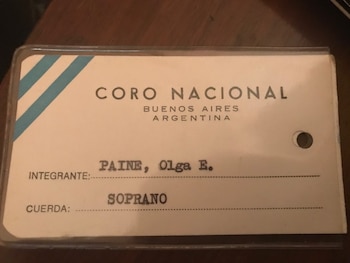 CORO NACIONAL
BUENOS AIRES
ARGENTINA
INTEGRANTE: PAINE, Olga E.
CUERDA: SOPRANO